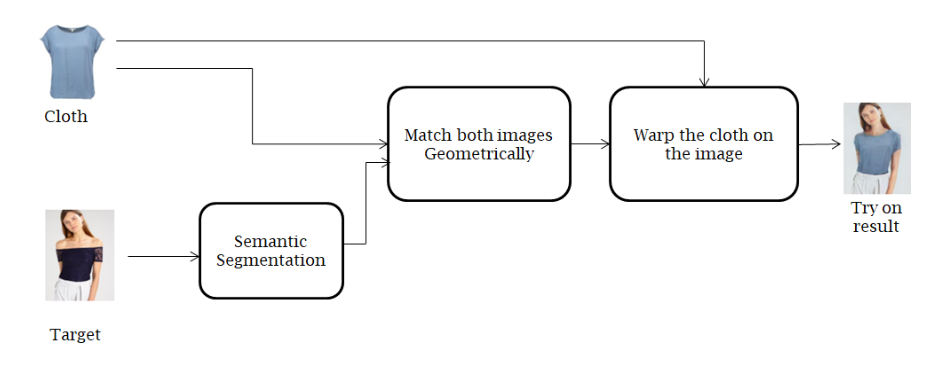 Cloth
Match both images
Geometrically
Warp the cloth on
the image
Try on
result
Semantic
Segmentation
Target